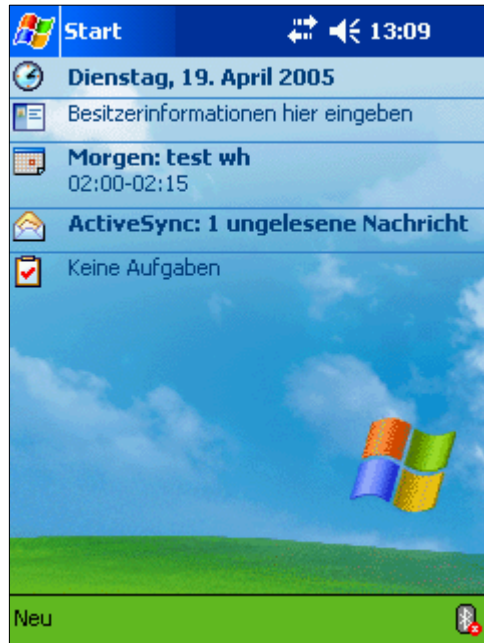 Start 13:09
Dienstag, 19. April 2005
Besitzerinformationen hier eingeben
Morgen: test wh
02:00-02:15
ActiveSync: 1 ungelesene Nachricht
Keine Aufgaben
Neu